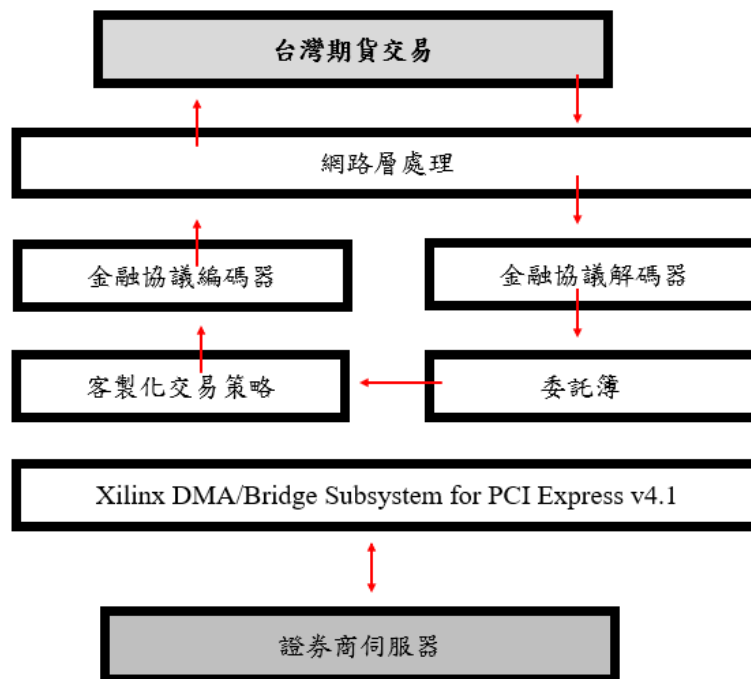 台灣期貨交易
網路層處理
金融協議編碼器
金融協議解碼器
客製化交易策略
委託簿
Xilinx DMA/Bridge Subsystem for PCI Express v4.1
證券商伺服器